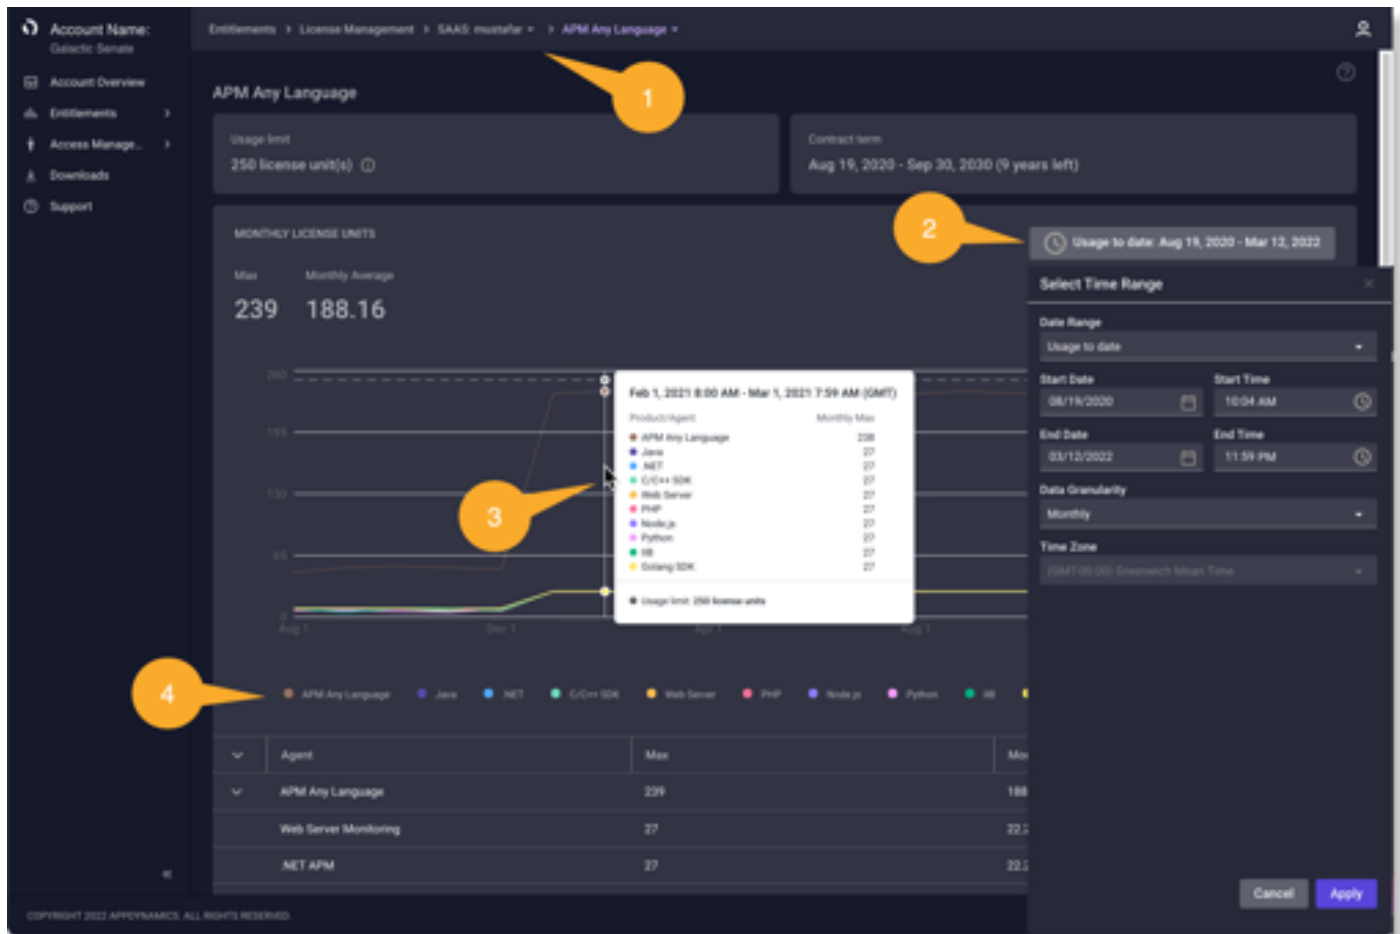 Account Name:
Galactic Senate
Account Overview
Entitlements
Access Manage...
Downloads
Support
Entitlements > License Management > SAAS: mustafar > APM Any Language
1
APM Any Language
Usage limit
250 license unit(s)
Contract term
Aug 19, 2020 - Sep 30, 2030 (9 years left)
2
MONTHLY LICENSE UNITS
Usage to date: Aug 19, 2020 - Mar 12, 2022
Max Monthly Average
239 188.16
260
195
130
65
0
Aug 1 Dec 1 Apr 1 Aug 1
3
Feb 1, 2021 8:00 AM - Mar 1, 2021 7:59 AM (GMT)
Product/Agent Monthly Max
APM Any Language 238
Java 27
.NET 27
C/C++ SDK 27
Web Server 27
PHP 27
Node.js 27
Python 27
IIB 27
Golang SDK 27
Usage limit: 250 license units
4
APM Any Language Java .NET C/C++ SDK Web Server PHP Node.js Python IIB
Agent Max Mo
APM Any Language 239 188
Web Server Monitoring 27 22.
.NET APM 27 22.
Select Time Range
Date Range
Usage to date
Start Date Start Time
08/19/2020 10:04 AM
End Date End Time
03/12/2022 11:59 PM
Data Granularity
Monthly
Time Zone
(GMT-00:00) Greenwich Mean Time
Cancel Apply
COPYRIGHT 2022 APPDYNAMICS. ALL RIGHTS RESERVED.